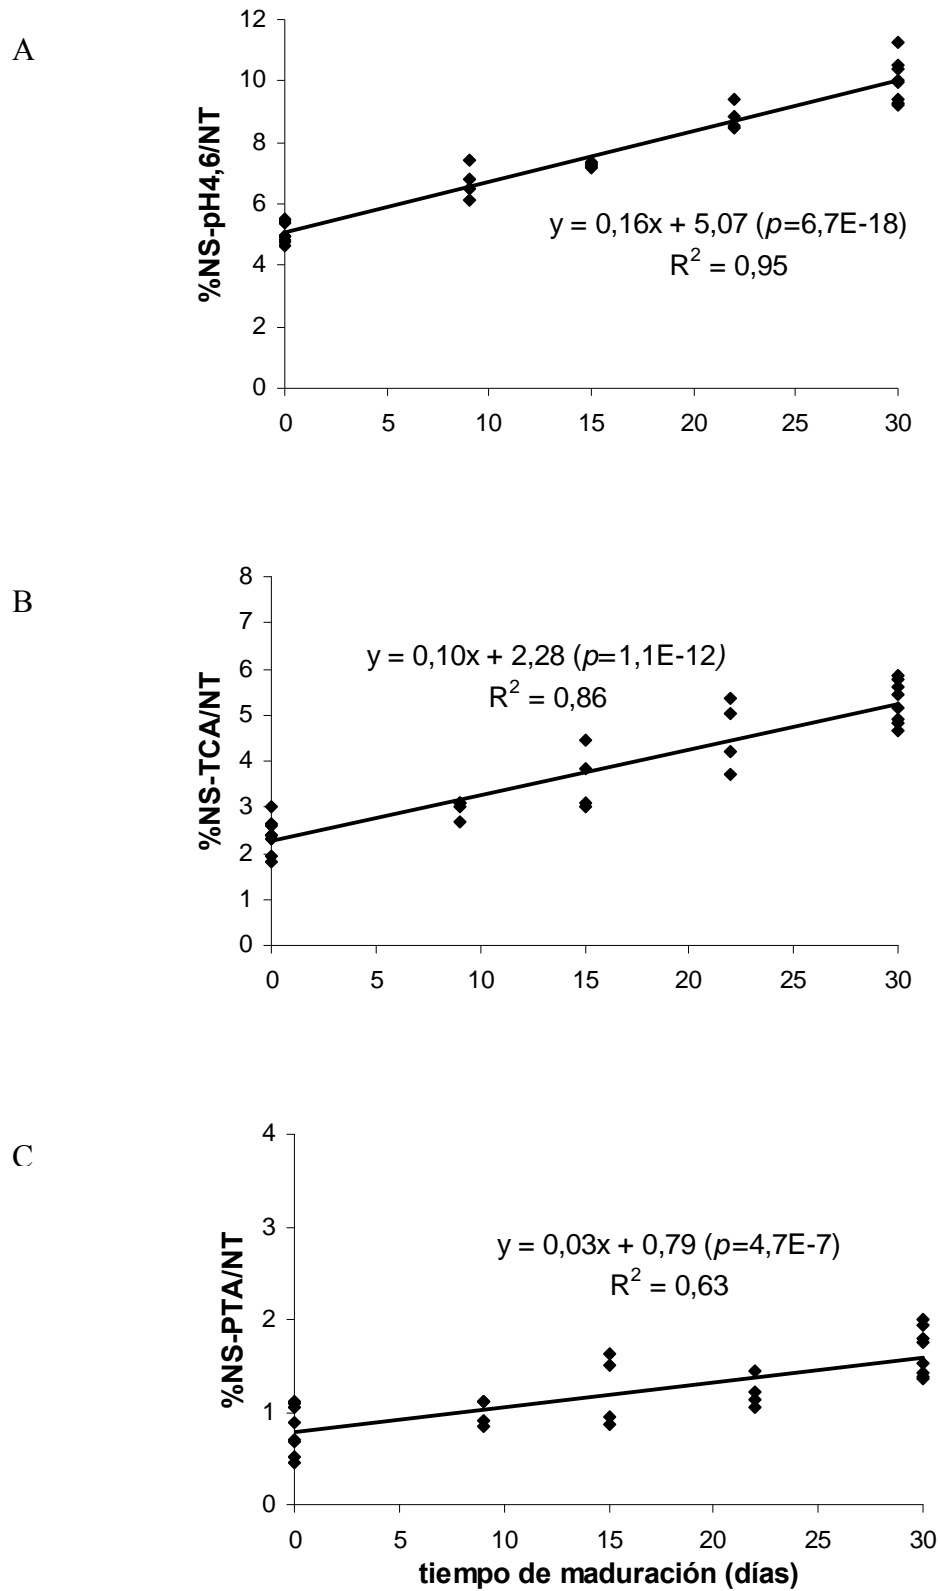 A
%NS-pH4,6/NT
12
10
8
6
4
2
0
y = 0,16x + 5,07 (p=6,7E-18)
R² = 0,95
0 5 10 15 20 25 30
B
%NS-TCA/NT
8
7
6
5
4
3
2
1
0
y = 0,10x + 2,28 (p=1,1E-12)
R² = 0,86
0 5 10 15 20 25 30
C
%NS-PTA/NT
4
3
2
1
0
y = 0,03x + 0,79 (p=4,7E-7)
R² = 0,63
0 5 10 15 20 25 30
tiempo de maduración (días)